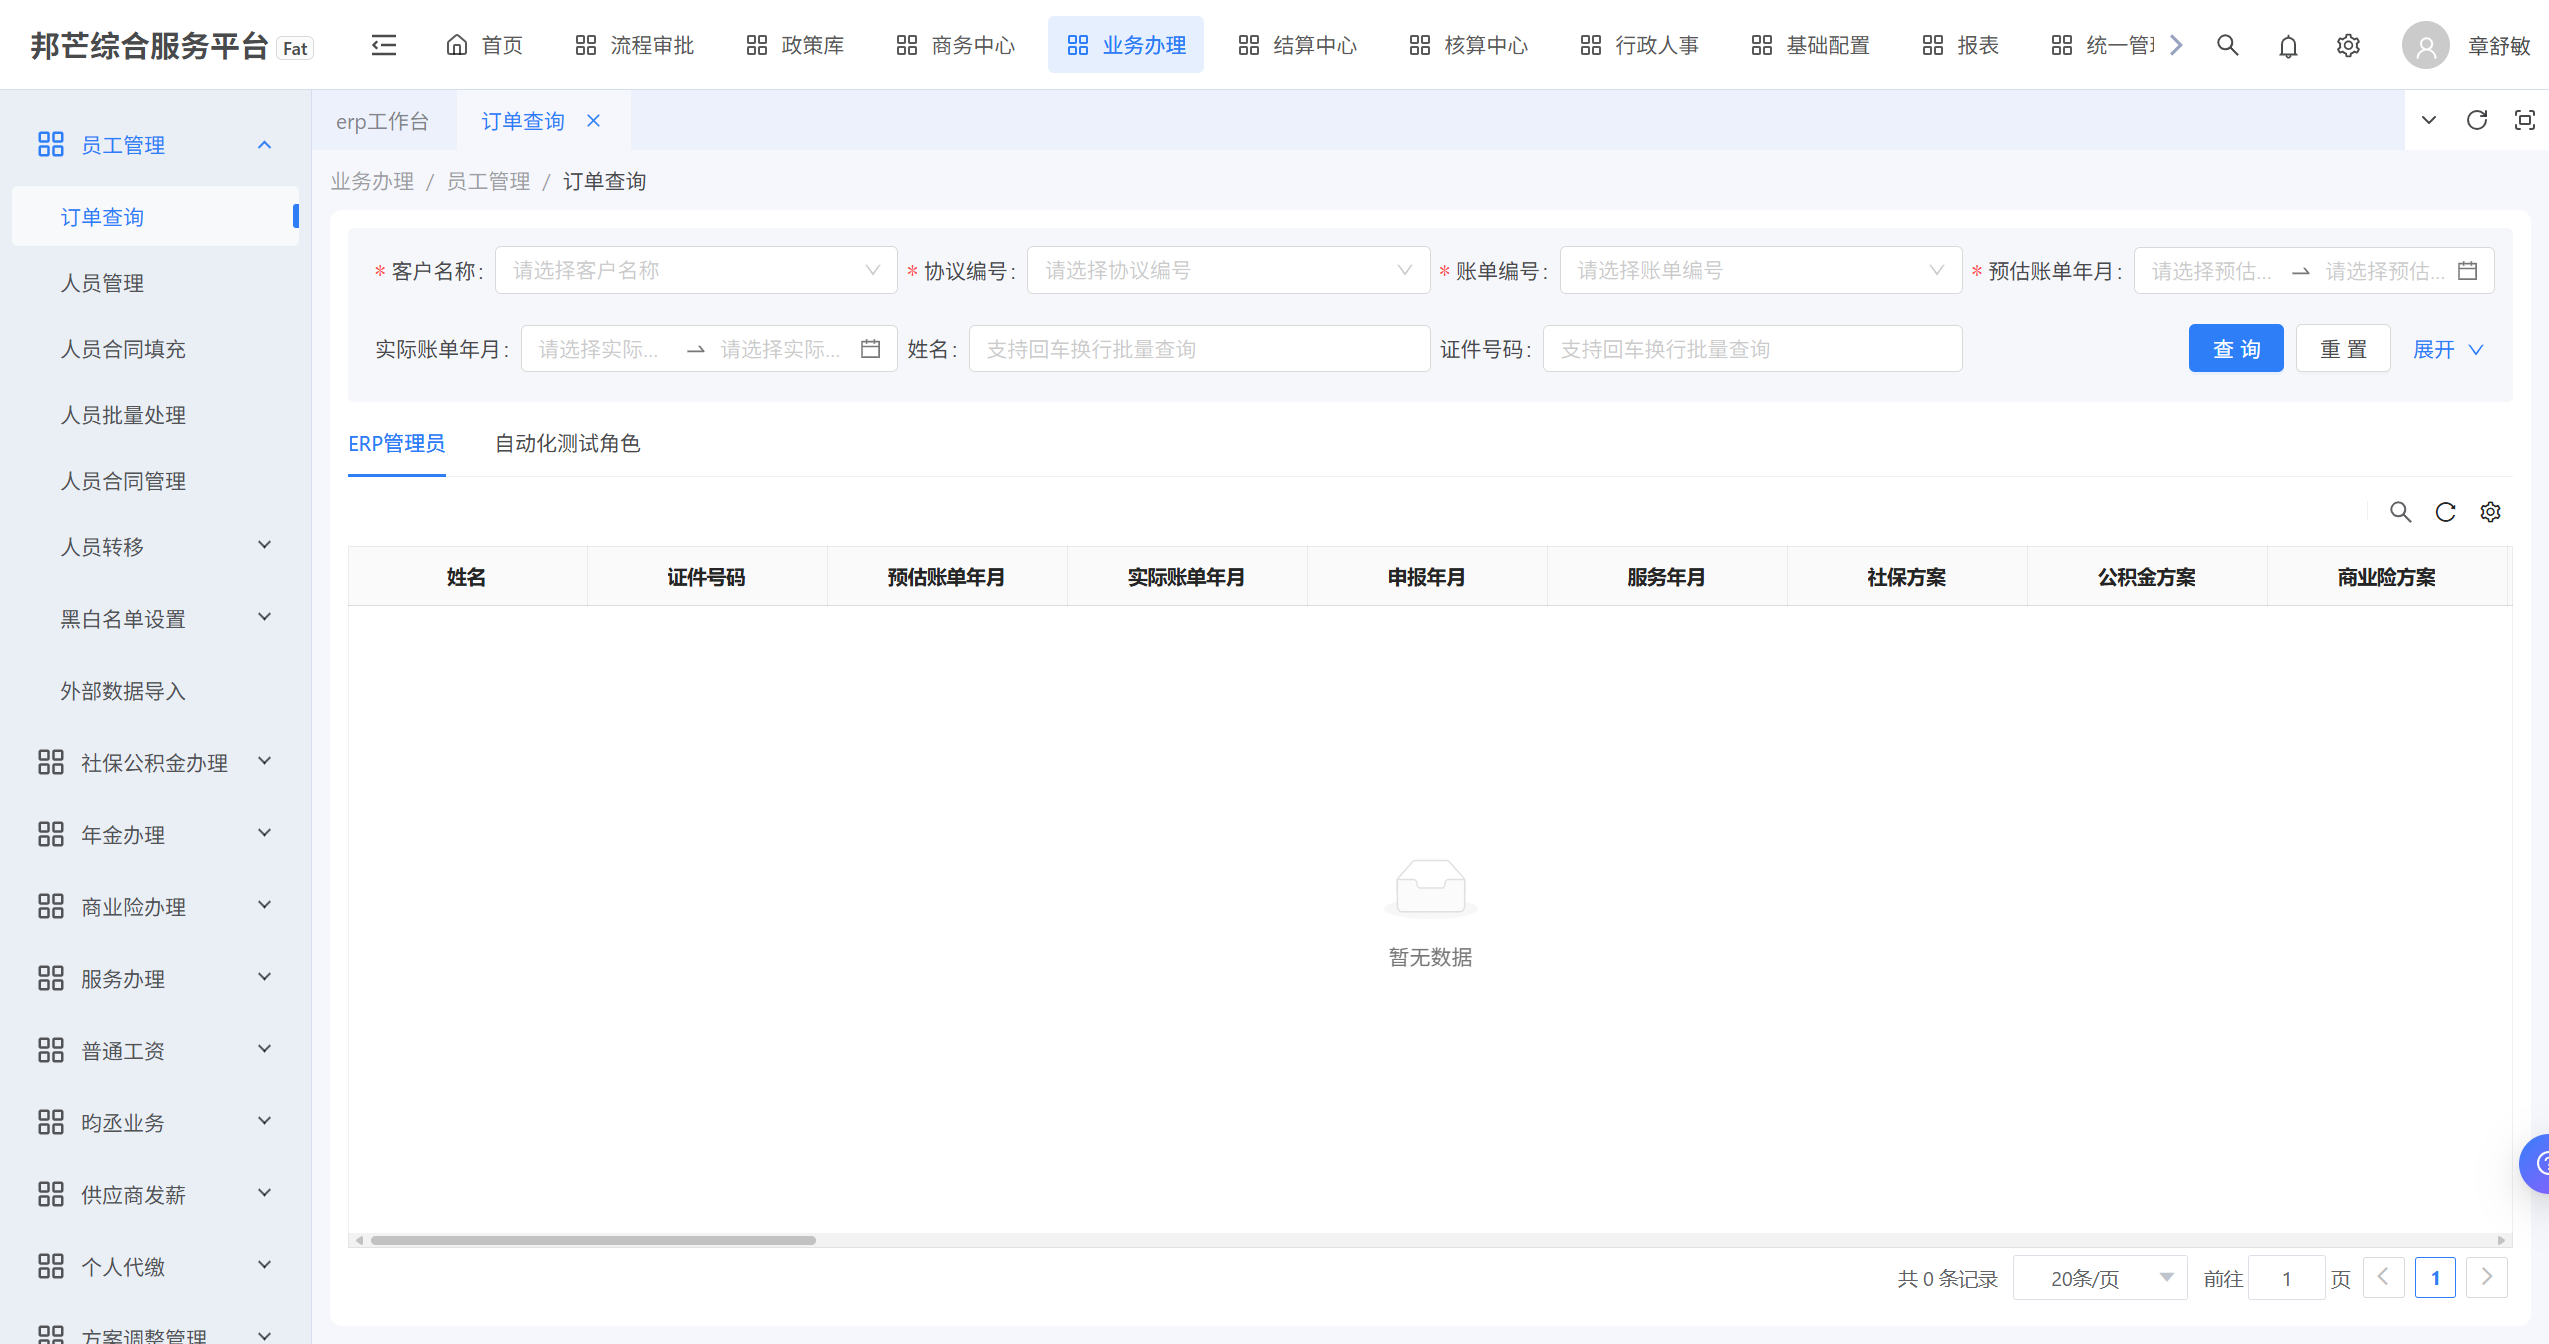 邦芒综合服务平台 Fat
首页 流程审批 政策库 商务中心 业务办理 结算中心 核算中心 行政人事 基础配置 报表 统一管 章舒敏
erp工作台 订单查询
业务办理 / 员工管理 / 订单查询
员工管理
订单查询
人员管理
人员合同填充
人员批量处理
人员合同管理
人员转移
黑白名单设置
外部数据导入
社保公积金办理
年金办理
商业险办理
服务办理
普通工资
昀丞业务
供应商发薪
个人代缴
方案调整管理
* 客户名称: 请选择客户名称 * 协议编号: 请选择协议编号 * 账单编号: 请选择账单编号 * 预估账单年月: 请选择预估... 请选择预估...
实际账单年月: 请选择实际... 请选择实际... 姓名: 支持回车换行批量查询 证件号码: 支持回车换行批量查询 查 询 重 置 展开
ERP管理员 自动化测试角色
姓名 证件号码 预估账单年月 实际账单年月 申报年月 服务年月 社保方案 公积金方案 商业险方案
暂无数据
共 0 条记录 20条/页 前往 1 页 1